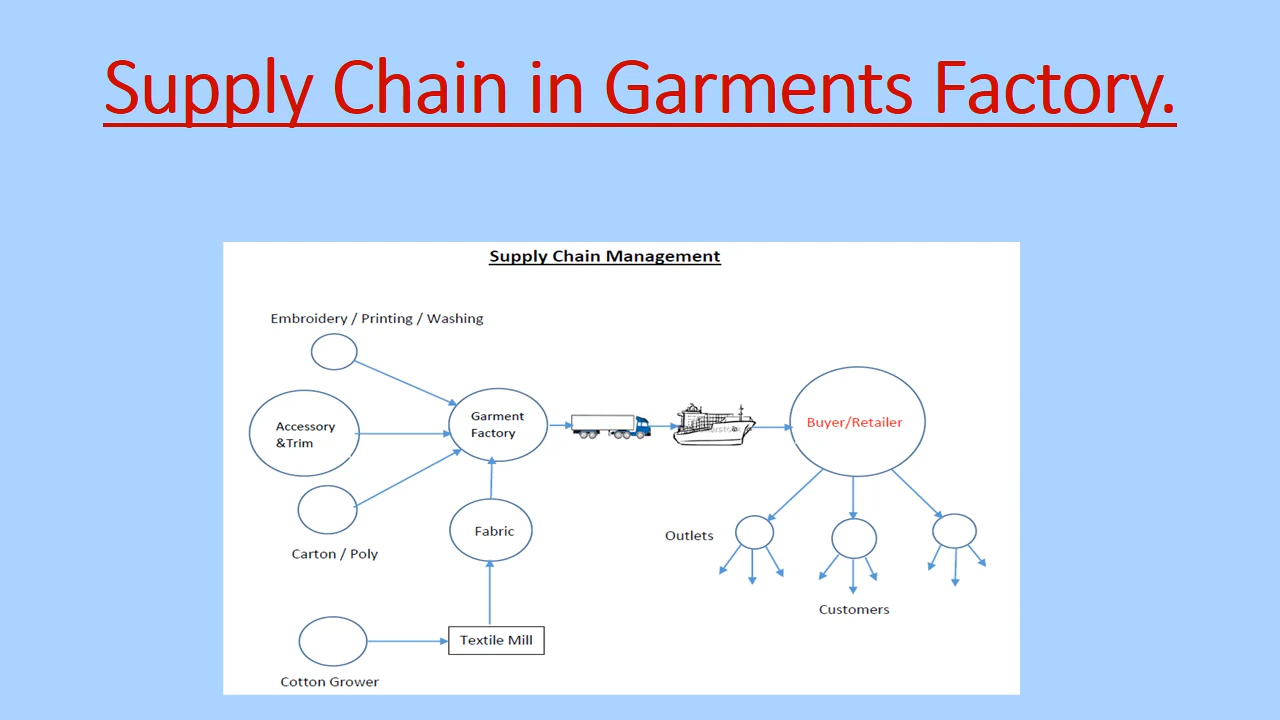 Supply Chain in Garments Factory.
Supply Chain Management
Embroidery / Printing / Washing
Accessory
&Trim
Garment
Factory
Buyer/Retailer
Carton / Poly
Fabric
Outlets
Customers
Textile Mill
Cotton Grower